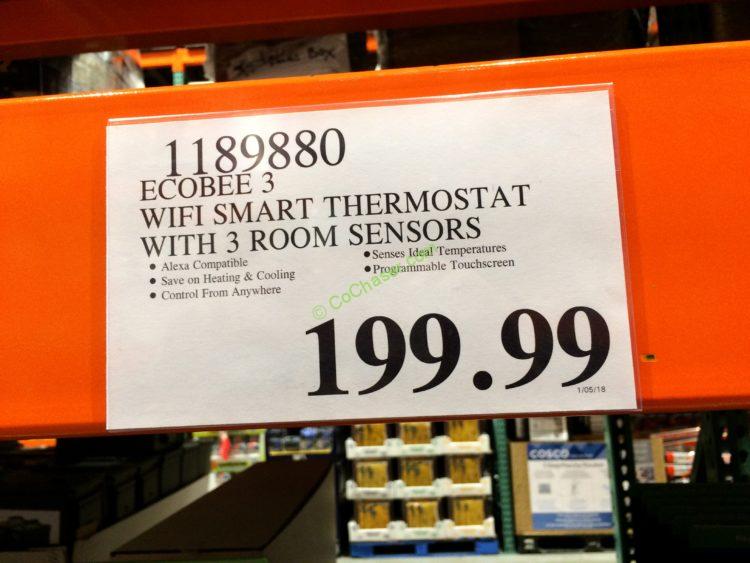 1189880
ECOBEE 3
WIFI SMART THERMOSTAT
WITH 3 ROOM SENSORS
• Alexa Compatible
• Save on Heating & Cooling
• Control From Anywhere
• Senses Ideal Temperatures
• Programmable Touchscreen
© CoChaser.com
199.99
1/05/18
COSCO